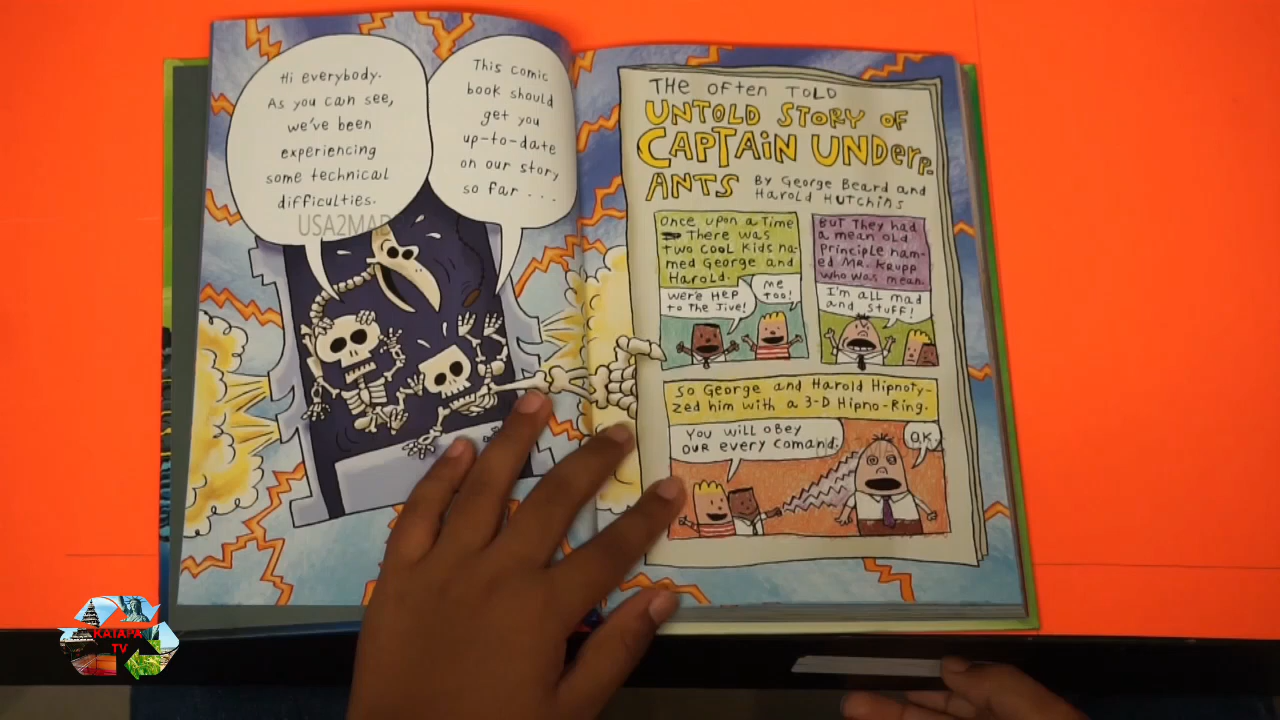 Hi everybody.
As you can see,
we've been
experiencing
some technical
difficulties.
This comic
book should
get you
up-to-date
on our story
so far ...
USA2MAD
THE OFTEN TOLD
UNTOLD STORY OF
CAPTAIN UNDERP.
ANTS
By George Beard and
Harold Hutchins
Once upon a Time
There was
two cool Kids na-
med George and
Harold.
Were Hep
to The Jive!
Me
Too!
BUT They had
a mean old
Principle nam-
ed MR. Krupp
who was mean.
I'm all mad
and stuff!
So George and Harold Hipnoty-
zed him with a 3-D Hipno-Ring.
You will obey
our every comand.
O.K.
KATAPA
TV